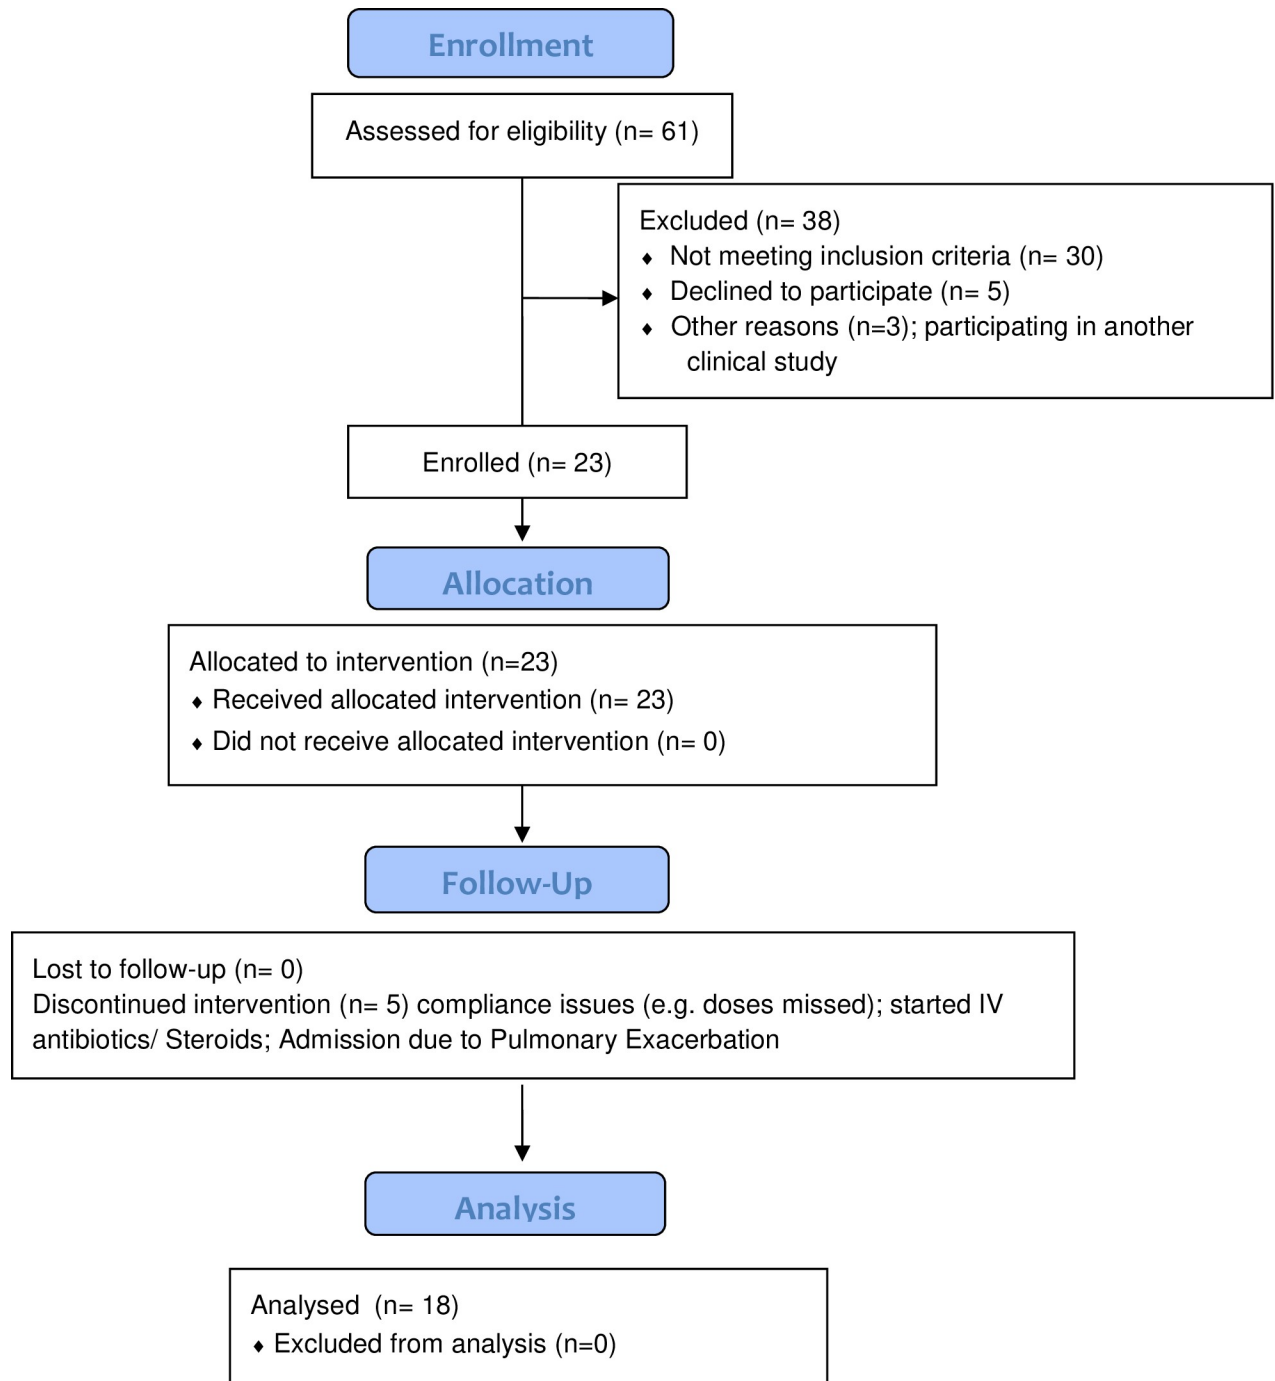 Enrollment
Assessed for eligibility (n= 61)
Excluded (n= 38)
♦ Not meeting inclusion criteria (n= 30)
♦ Declined to participate (n= 5)
♦ Other reasons (n=3); participating in another
clinical study
Enrolled (n= 23)
Allocation
Allocated to intervention (n=23)
♦ Received allocated intervention (n= 23)
♦ Did not receive allocated intervention (n= 0)
Follow-Up
Lost to follow-up (n= 0)
Discontinued intervention (n= 5) compliance issues (e.g. doses missed); started IV
antibiotics/ Steroids; Admission due to Pulmonary Exacerbation
Analysis
Analysed  (n= 18)
♦ Excluded from analysis (n=0)